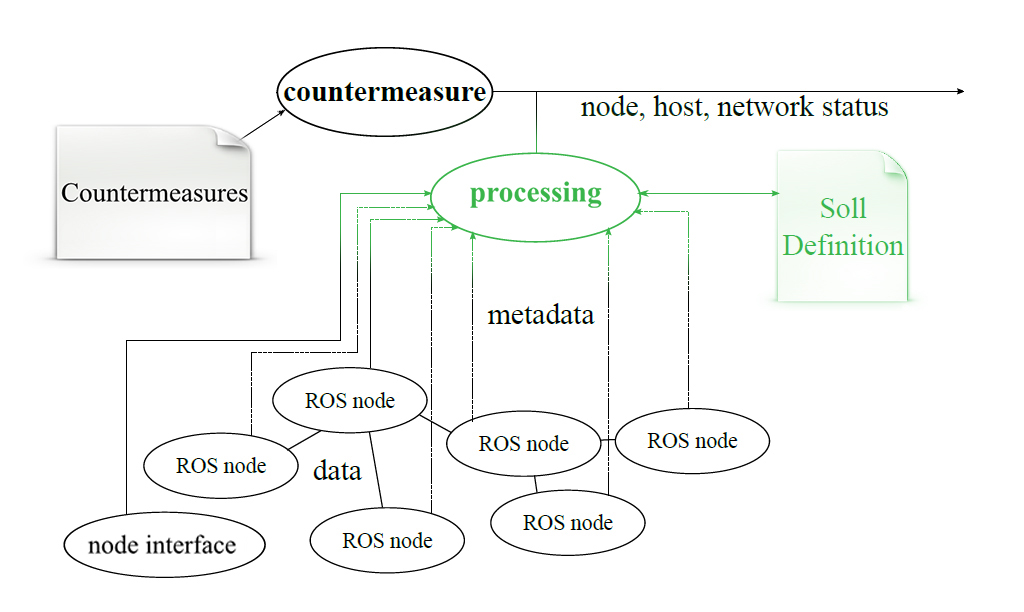 countermeasure
node, host, network status
Countermeasures
processing
Soll
Definition
metadata
ROS node
ROS node
ROS node
ROS node
data
ROS node
ROS node
node interface